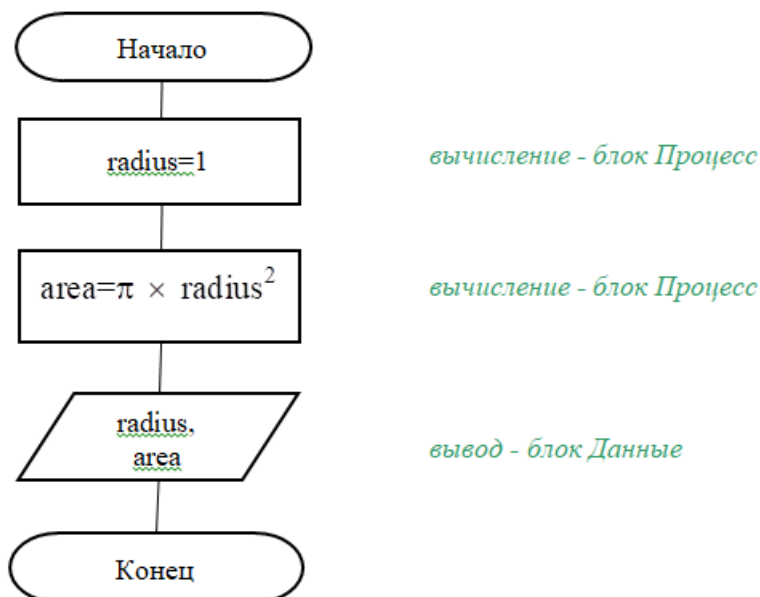 Начало
radius=1
вычисление - блок Процесс
area=π × radius²
вычисление - блок Процесс
radius,
area
вывод - блок Данные
Конец